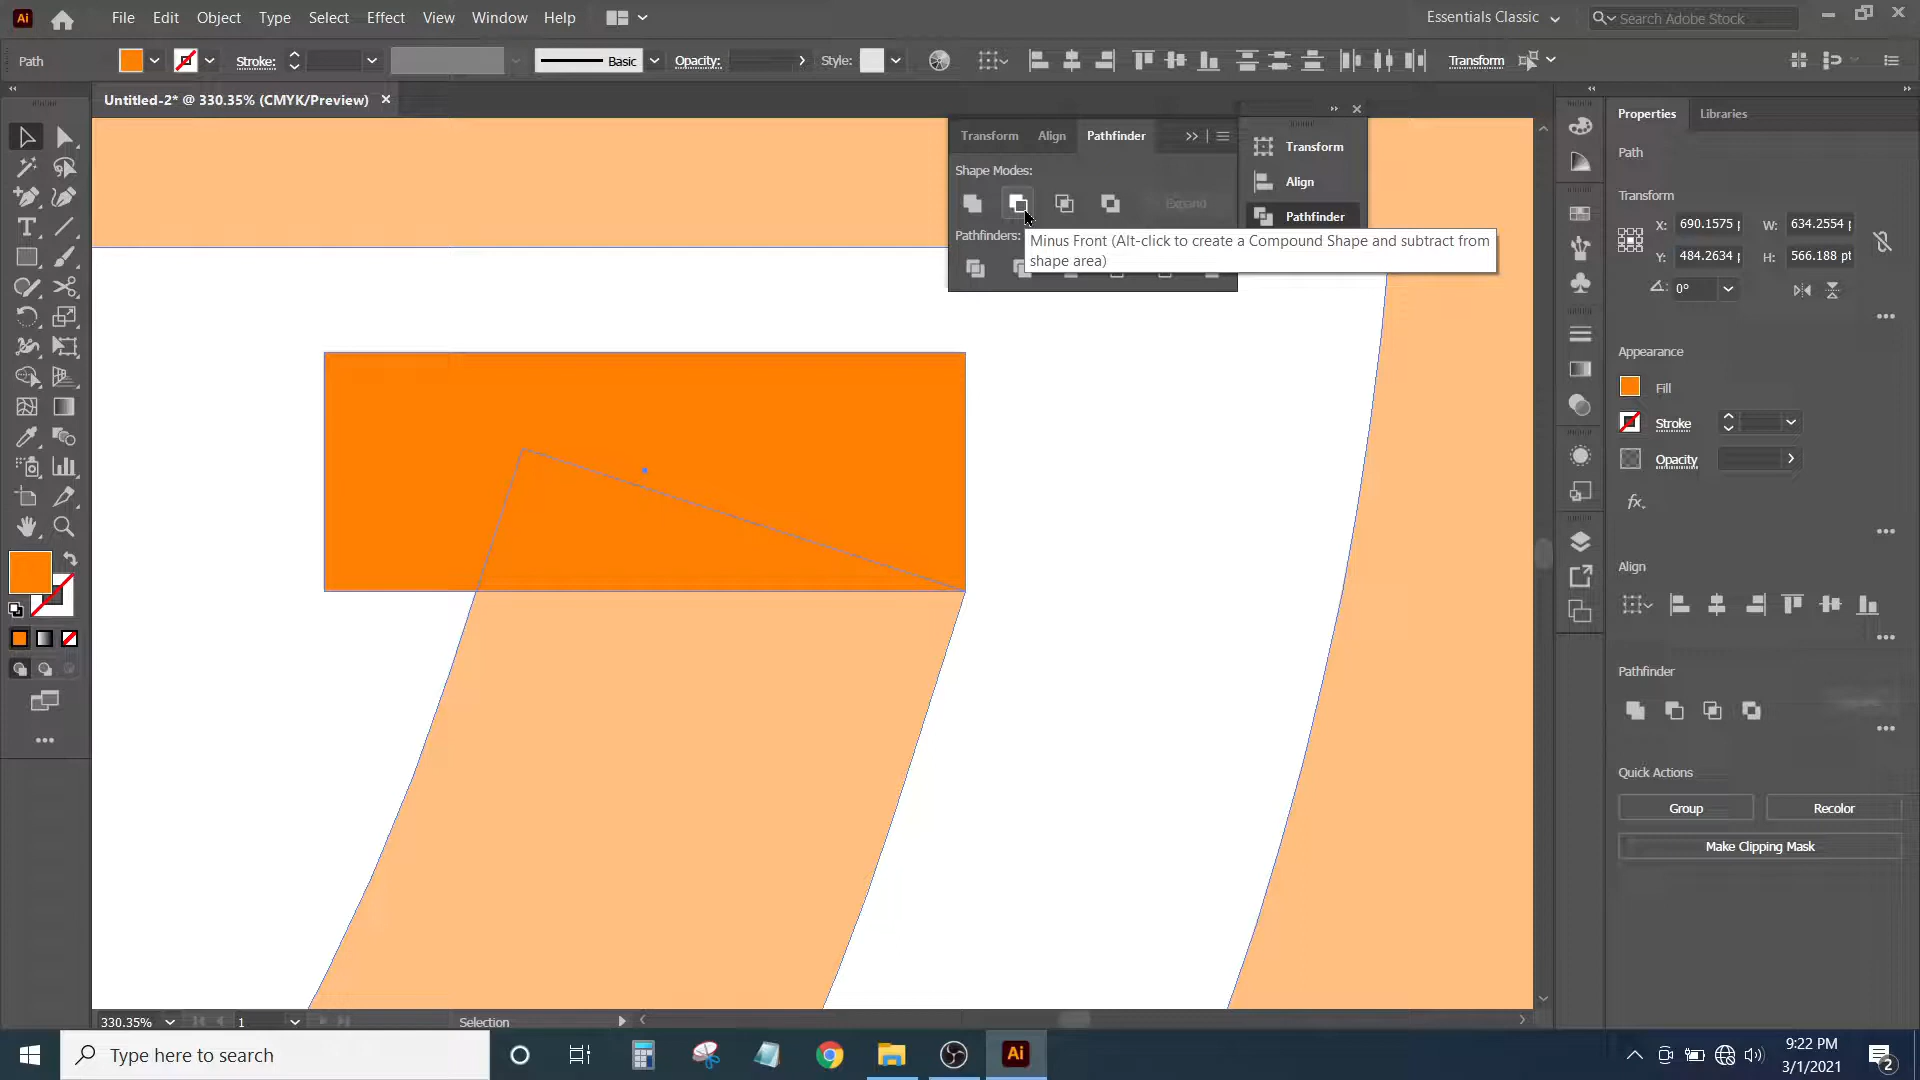 Ai File Edit Object Type Select Effect View Window Help Essentials Classic Search Adobe Stock
Path Stroke: Basic Opacity: Style: Transform
Untitled-2* @ 330.35% (CMYK/Preview)
Transform Align Pathfinder
Shape Modes:
Expand
Pathfinders:
Minus Front (Alt-click to create a Compound Shape and subtract from
shape area)
Transform
Align
Pathfinder
Properties Libraries
Path
Transform
X: 690.1575 W: 634.2554
Y: 484.2634 H: 566.188 pt
0°
Appearance
Fill
Stroke
Opacity
fx
Align
Pathfinder
Quick Actions
Group Recolor
Make Clipping Mask
330.35% 1 Selection
Type here to search
Ai
9:22 PM
3/1/2021
2